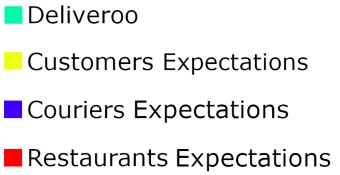 Deliveroo
Customers Expectations
Couriers Expectations
Restaurants Expectations